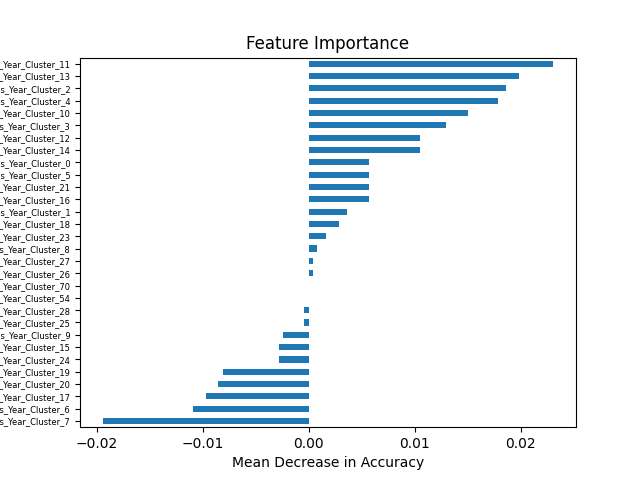 Feature Importance
_Year_Cluster_11
_Year_Cluster_13
s_Year_Cluster_2
s_Year_Cluster_4
_Year_Cluster_10
s_Year_Cluster_3
_Year_Cluster_12
_Year_Cluster_14
s_Year_Cluster_0
s_Year_Cluster_5
_Year_Cluster_21
_Year_Cluster_16
s_Year_Cluster_1
_Year_Cluster_18
_Year_Cluster_23
s_Year_Cluster_8
_Year_Cluster_27
_Year_Cluster_26
_Year_Cluster_70
_Year_Cluster_54
_Year_Cluster_28
_Year_Cluster_25
s_Year_Cluster_9
_Year_Cluster_15
_Year_Cluster_24
_Year_Cluster_19
_Year_Cluster_20
_Year_Cluster_17
s_Year_Cluster_6
s_Year_Cluster_7
−0.02 −0.01 0.00 0.01 0.02
Mean Decrease in Accuracy